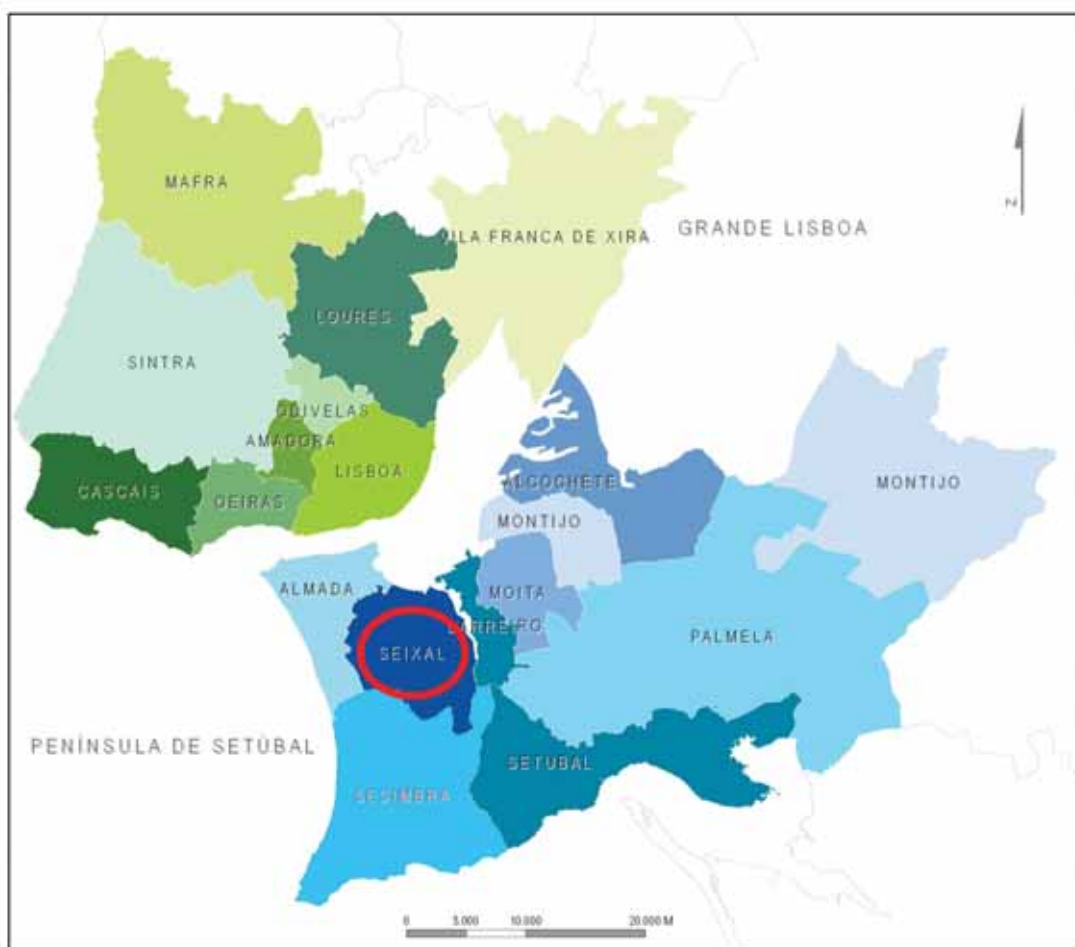 MAFRA
VILA FRANCA DE XIRA
GRANDE LISBOA
N
LOURES
SINTRA
ODIVELAS
AMADORA
LISBOA
CASCAIS
OEIRAS
ALCOCHETE
MONTIJO
MONTIJO
ALMADA
MOITA
BARREIRO
SEIXAL
PALMELA
PENÍNSULA DE SETÚBAL
SETUBAL
SESIMBRA
0 5.000 10.000 20.000 M